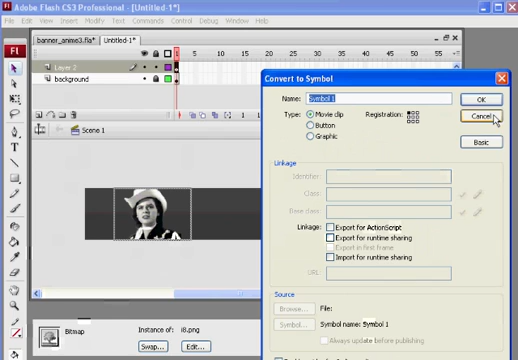 Adobe Flash CS3 Professional - [Untitled-1*]
File Edit View Insert Modify Text Commands Control Debug Window Help
banner_animo3.fla* Untitled-1*
1 5 10 15 20 25 30 35 40 45 50 55
Layer 2
background
Scene 1
Convert to Symbol
Name: Symbol 1
OK
Type: Movie clip Registration:
Cancel
Button
Graphic
Basic
Linkage
Identifier:
Class:
Base class:
Linkage: Export for ActionScript
Export for runtime sharing
Export in first frame
Import for runtime sharing
URL:
Source
Browse... File:
Symbol... Symbol name: Symbol 1
Always update before publishing
Bitmap Instance of: i8.png
Swap... Edit...
Fl